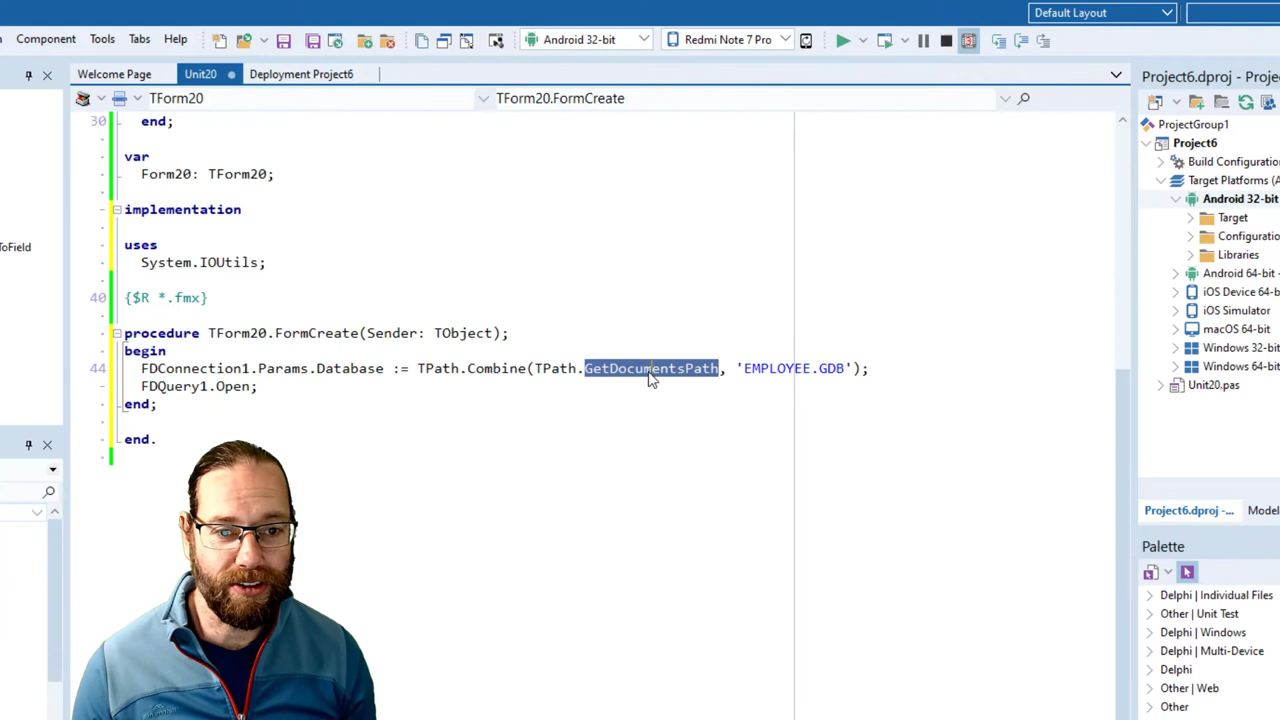 Default Layout
Component Tools Tabs Help
Android 32-bit
Redmi Note 7 Pro
Welcome Page
Unit20
Deployment Project6
TForm20
TForm20.FormCreate
30 end;
var
Form20: TForm20;
implementation
uses
System.IOUtils;
40 {$R *.fmx}
procedure TForm20.FormCreate(Sender: TObject);
begin
44 FDConnection1.Params.Database := TPath.Combine(TPath.GetDocumentsPath, 'EMPLOYEE.GDB');
FDQuery1.Open;
end;
end.
ToField
Project6.dproj - Proje
ProjectGroup1
Project6
Build Configuratio
Target Platforms (A
Android 32-bit
Target
Configuratio
Libraries
Android 64-bit
iOS Device 64-b
iOS Simulator
macOS 64-bit
Windows 32-bit
Windows 64-bit
Unit20.pas
Project6.dproj -...
Model
Palette
Delphi | Individual Files
Other | Unit Test
Delphi | Windows
Delphi | Multi-Device
Delphi
Other | Web
Other